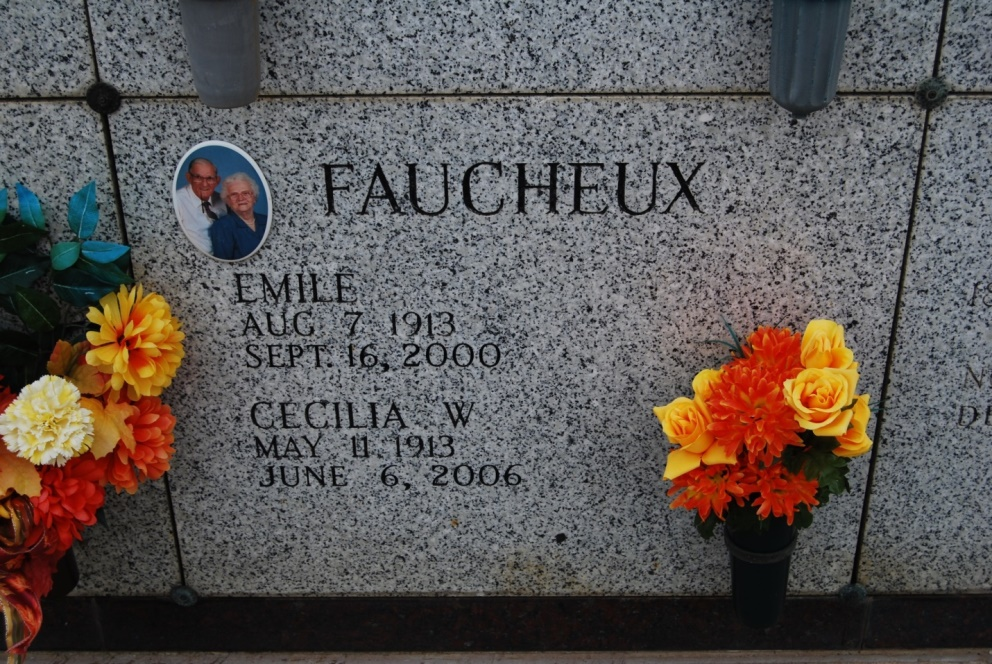 FAUCHEUX
EMILE
AUG. 7 1913
SEPT. 16, 2000
CECILIA W
MAY 11, 1913
JUNE 6, 2006